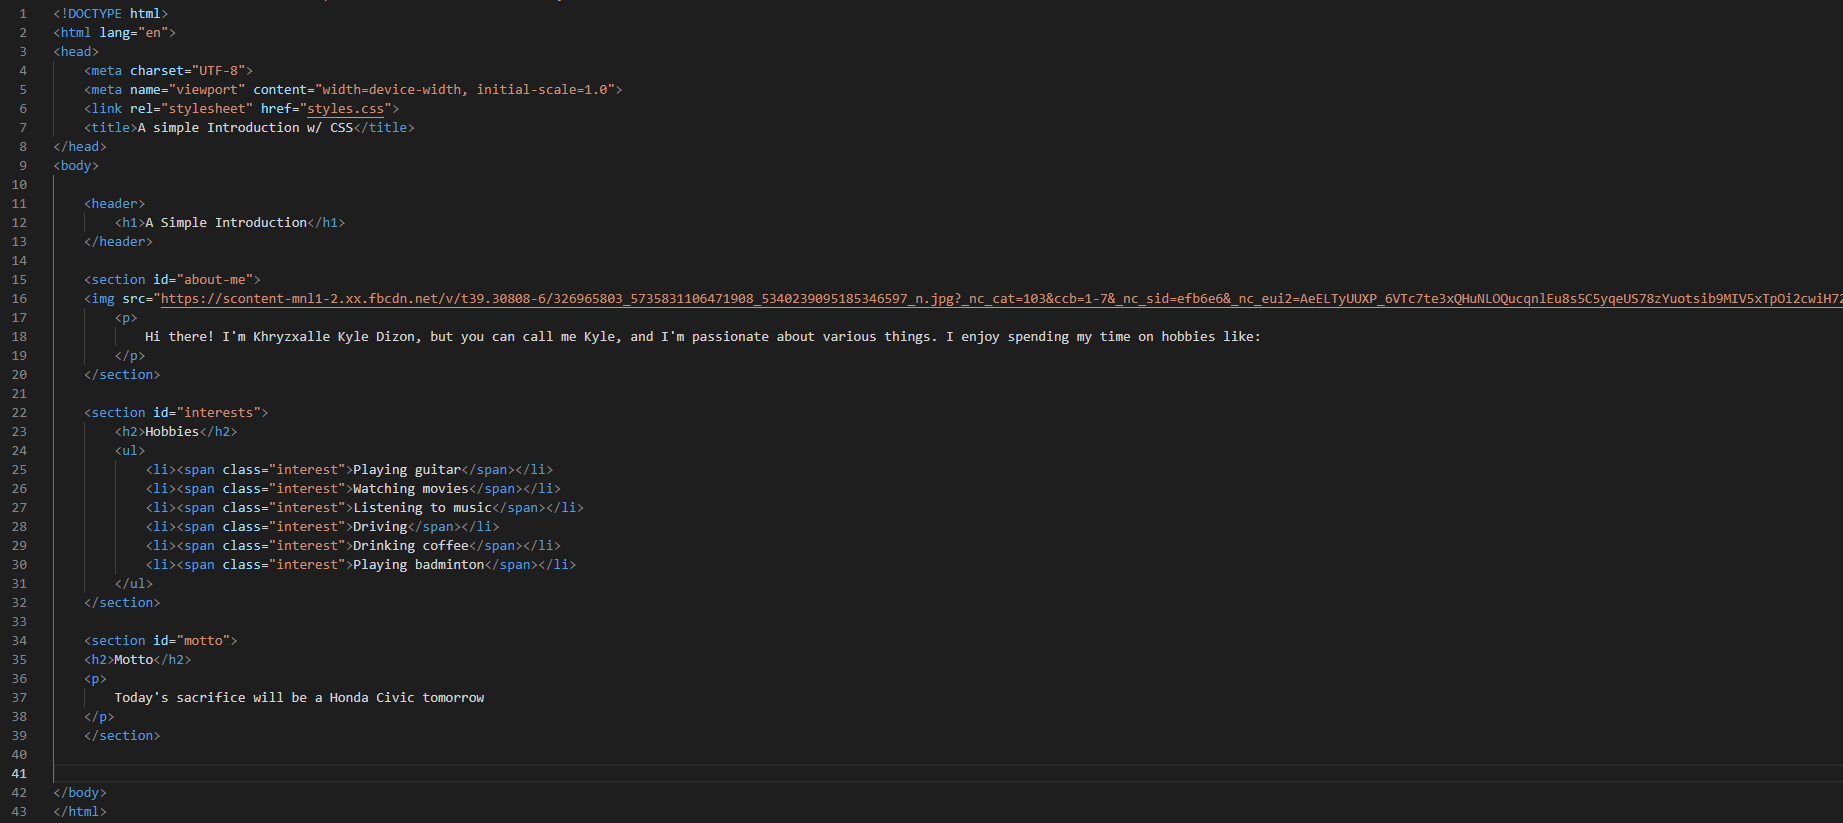 1 <!DOCTYPE html>
2 <html lang="en">
3 <head>
4 <meta charset="UTF-8">
5 <meta name="viewport" content="width=device-width, initial-scale=1.0">
6 <link rel="stylesheet" href="styles.css">
7 <title>A simple Introduction w/ CSS</title>
8 </head>
9 <body>
10
11 <header>
12 <h1>A Simple Introduction</h1>
13 </header>
14
15 <section id="about-me">
16 <img src="https://scontent-mnl1-2.xx.fbcdn.net/v/t39.30808-6/326965803_5735831106471908_5340239095185346597_n.jpg?_nc_cat=103&ccb=1-7&_nc_sid=efb6e6&_nc_eui2=AeELTyUUXP_6VTc7te3xQHuNLOQucqnlEu8s5C5yqeUS78zYuotsib9MIV5xTpOi2cwiH72
17 <p>
18 Hi there! I'm Khryzxalle Kyle Dizon, but you can call me Kyle, and I'm passionate about various things. I enjoy spending my time on hobbies like:
19 </p>
20 </section>
21
22 <section id="interests">
23 <h2>Hobbies</h2>
24 <ul>
25 <li><span class="interest">Playing guitar</span></li>
26 <li><span class="interest">Watching movies</span></li>
27 <li><span class="interest">Listening to music</span></li>
28 <li><span class="interest">Driving</span></li>
29 <li><span class="interest">Drinking coffee</span></li>
30 <li><span class="interest">Playing badminton</span></li>
31 </ul>
32 </section>
33
34 <section id="motto">
35 <h2>Motto</h2>
36 <p>
37 Today's sacrifice will be a Honda Civic tomorrow
38 </p>
39 </section>
40
41
42 </body>
43 </html>